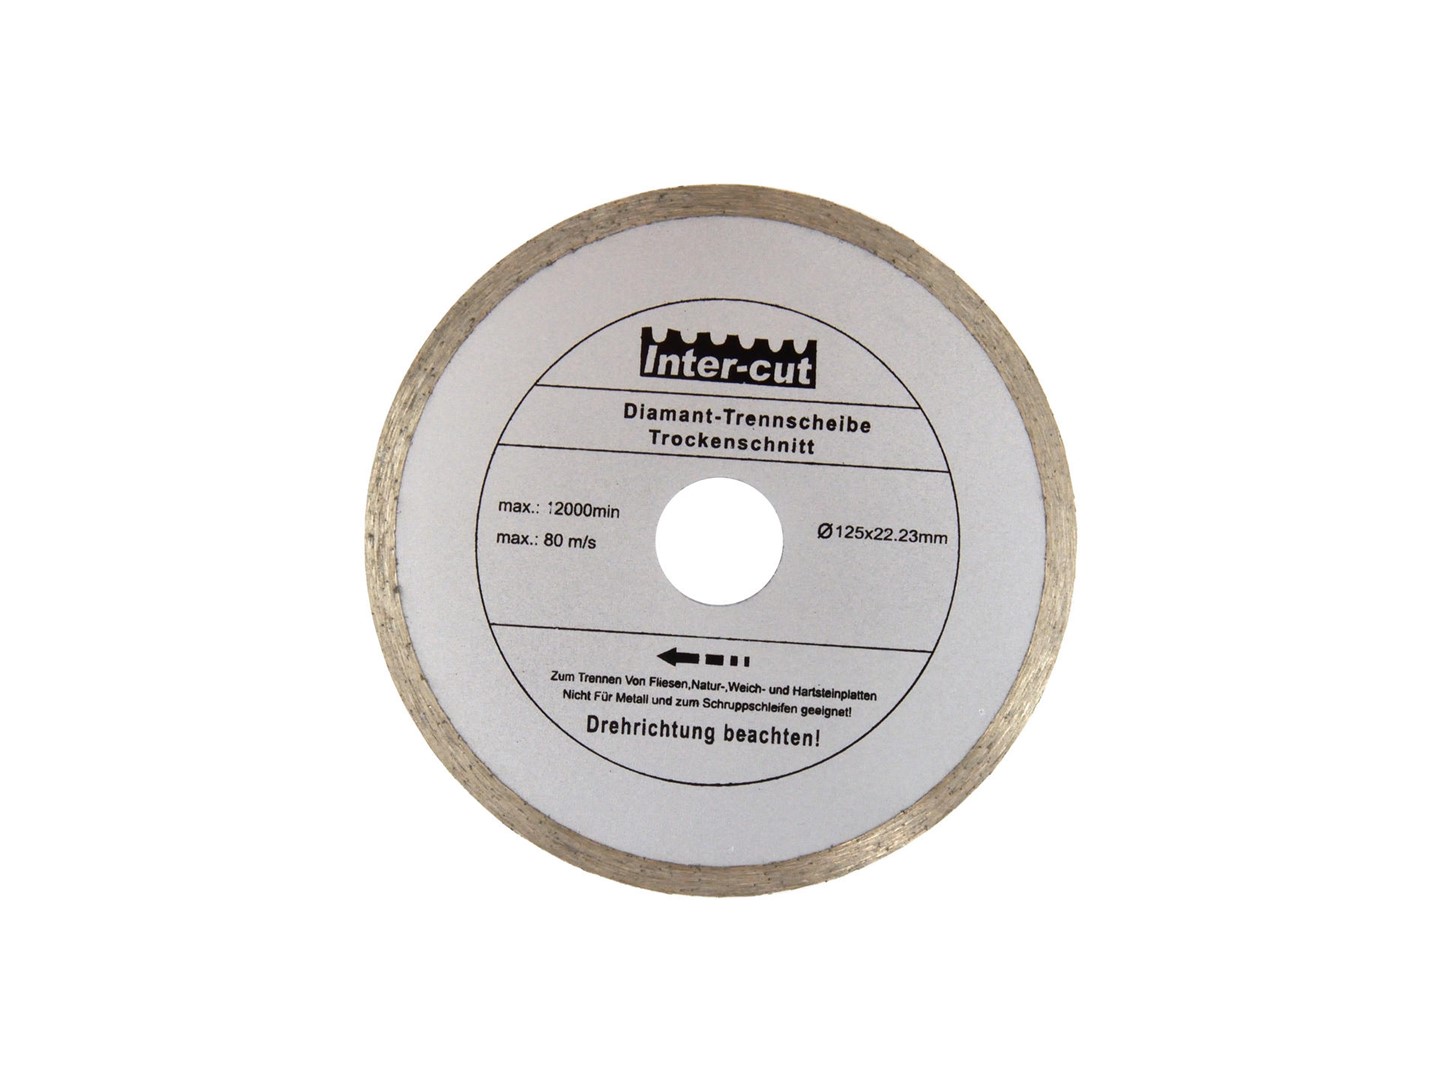 Inter-cut
Diamant-Trennscheibe
Trockenschnitt
max.: 12000min
max.: 80 m/s
Ø125x22.23mm
Zum Trennen Von Fliesen,Natur-,Weich- und Hartsteinplatten
Nicht Für Metall und zum Schruppschleifen geeignet!
Drehrichtung beachten!